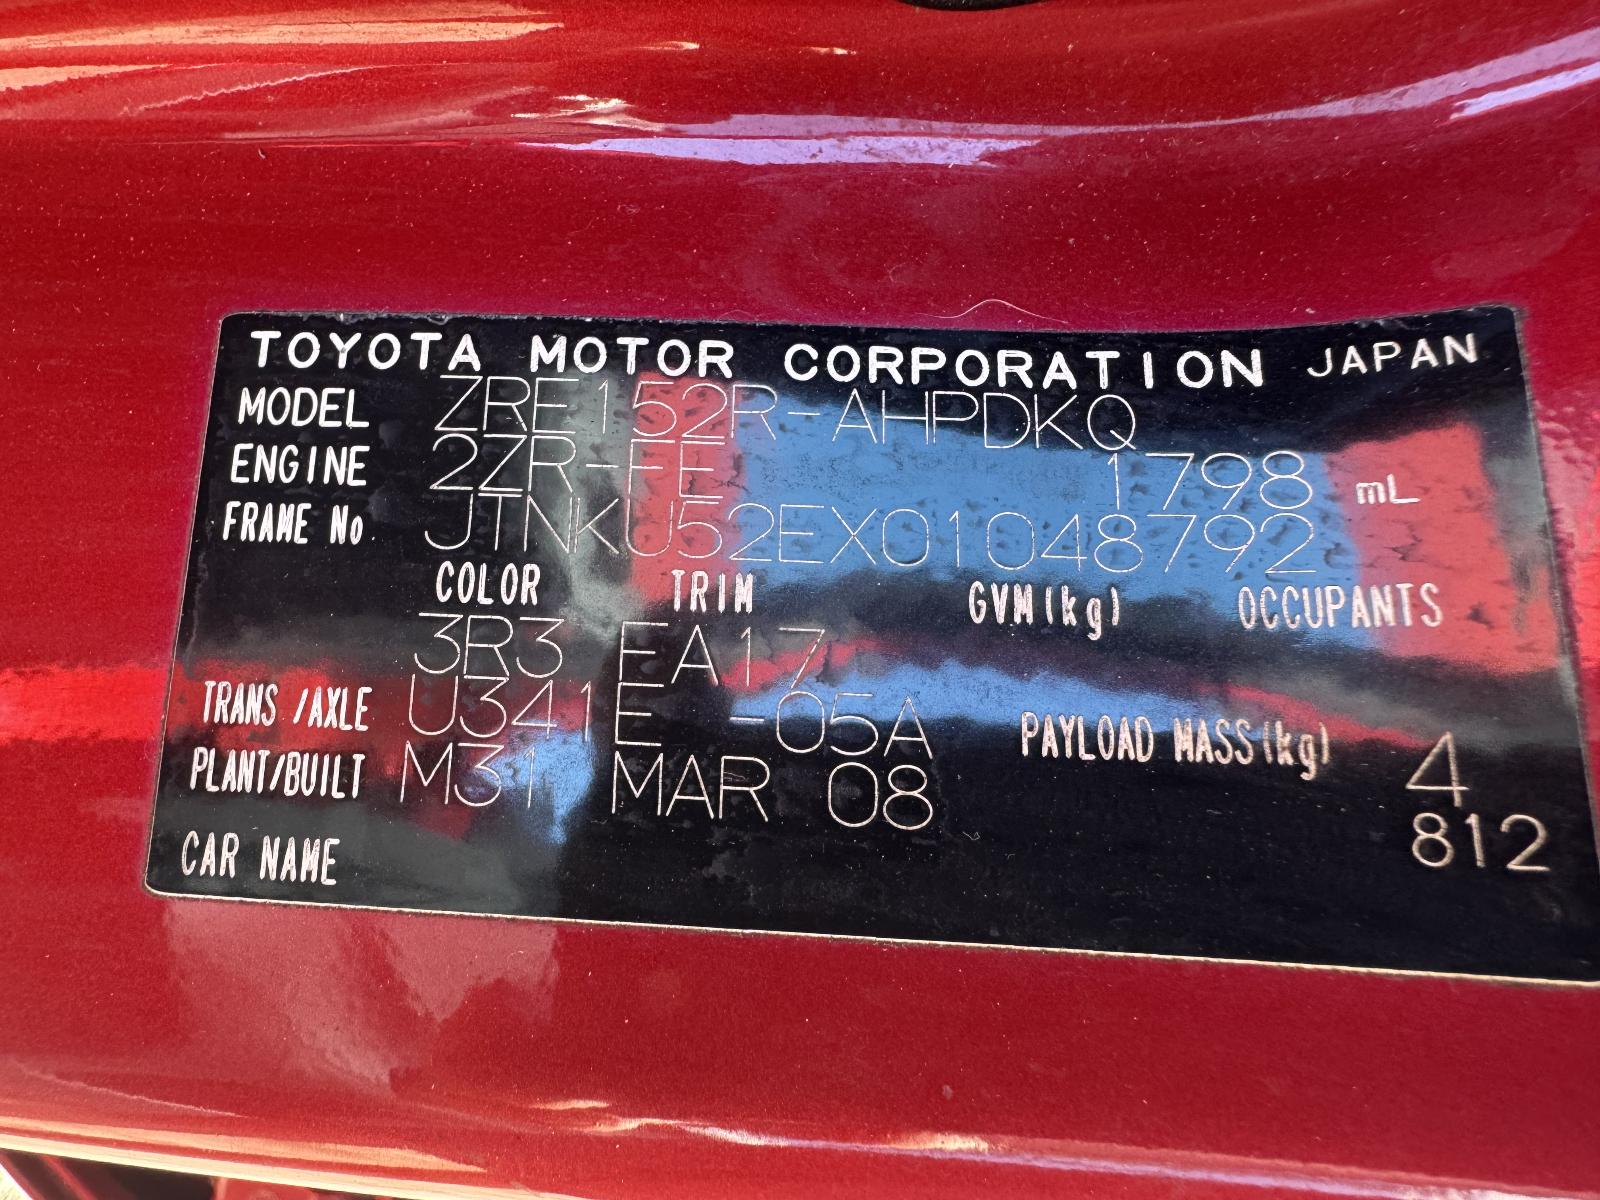 TOYOTA MOTOR CORPORATION JAPAN
MODEL ZRE152R-AHPDKQ
ENGINE 2ZR-FE 1798 mL
FRAME No. JTNKU52EX01048792
COLOR TRIM GVM(kg) OCCUPANTS
3R3 EA17
TRANS/AXLE U341E -05A PAYLOAD MASS(kg) 4
PLANT/BUILT M31 MAR 08 812
CAR NAME